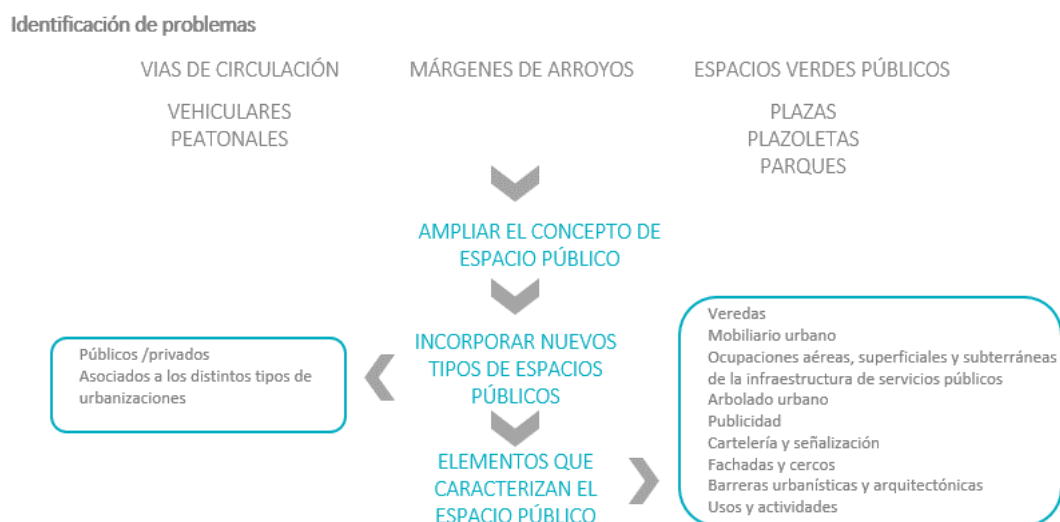 Identificación de problemas
VIAS DE CIRCULACIÓN
VEHICULARES
PEATONALES
MÁRGENES DE ARROYOS
ESPACIOS VERDES PÚBLICOS
PLAZAS
PLAZOLETAS
PARQUES
AMPLIAR EL CONCEPTO DE
ESPACIO PÚBLICO
INCORPORAR NUEVOS
TIPOS DE ESPACIOS
PÚBLICOS
Públicos /privados
Asociados a los distintos tipos de
urbanizaciones
ELEMENTOS QUE
CARACTERIZAN EL
ESPACIO PÚBLICO
Veredas
Mobiliario urbano
Ocupaciones aéreas, superficiales y subterráneas
de la infraestructura de servicios públicos
Arbolado urbano
Publicidad
Cartelería y señalización
Fachadas y cercos
Barreras urbanísticas y arquitectónicas
Usos y actividades